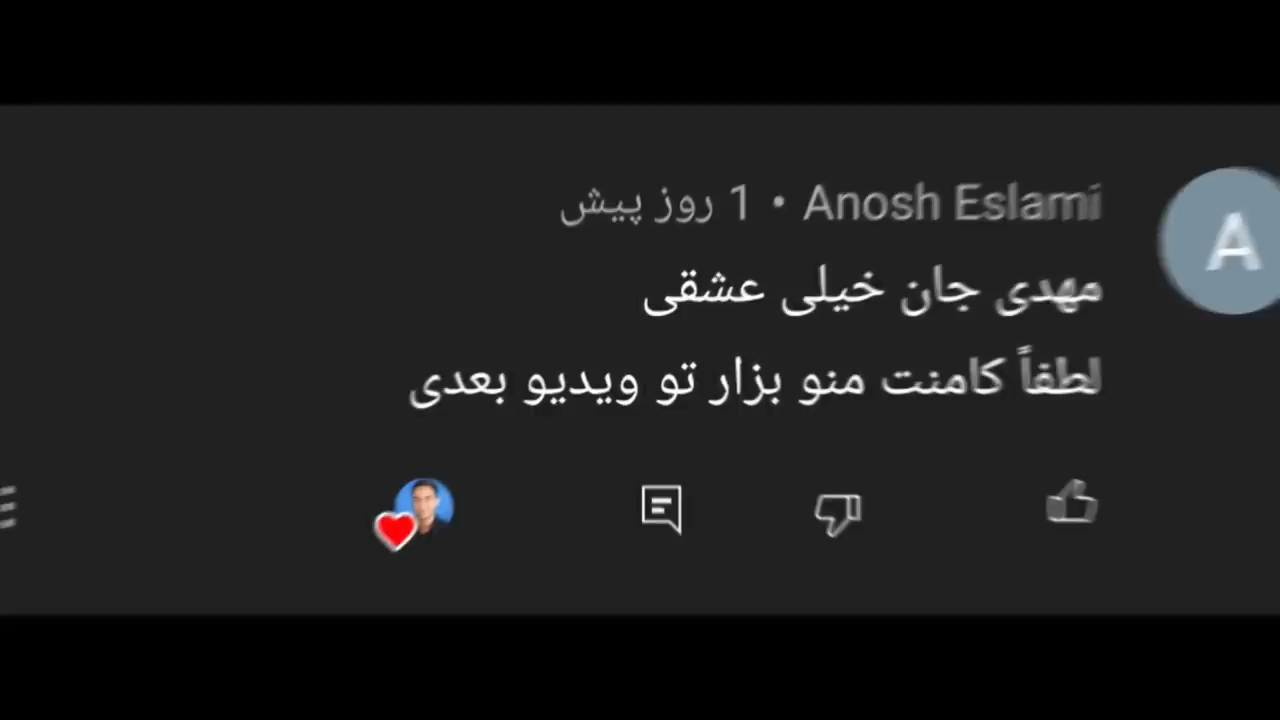 Anosh Eslami • 1 روز پیش
مهدی جان خیلی عشقی
لطفاً کامنت منو بزار تو ویدیو بعدی
A